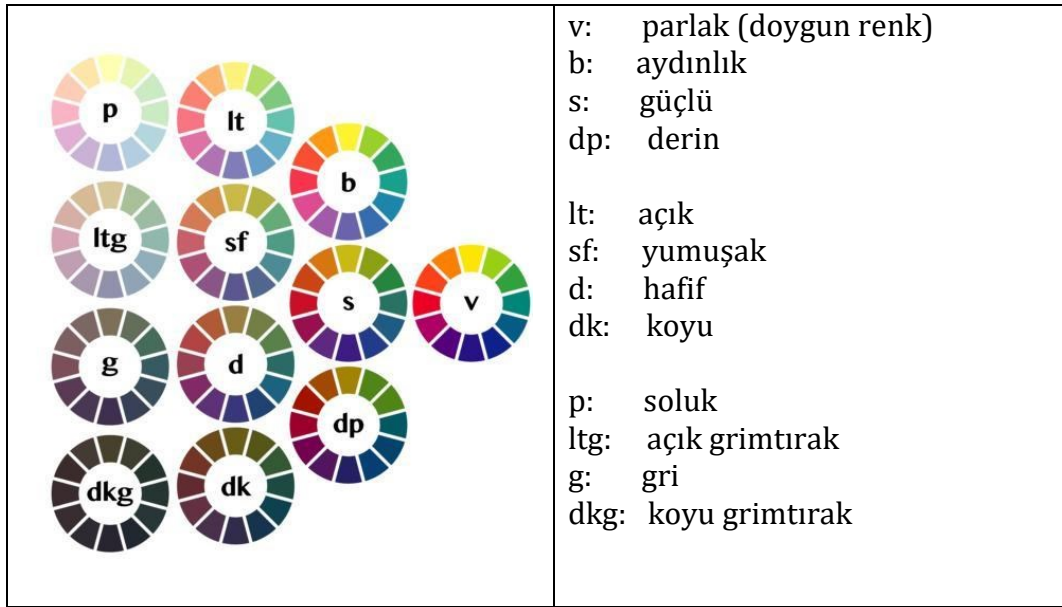 p
lt
b
ltg
sf
s
v
g
d
dp
dkg
dk
v: parlak (doygun renk)
b: aydınlık
s: güçlü
dp: derin
lt: açık
sf: yumuşak
d: hafif
dk: koyu
p: soluk
ltg: açık grimtırak
g: gri
dkg: koyu grimtırak